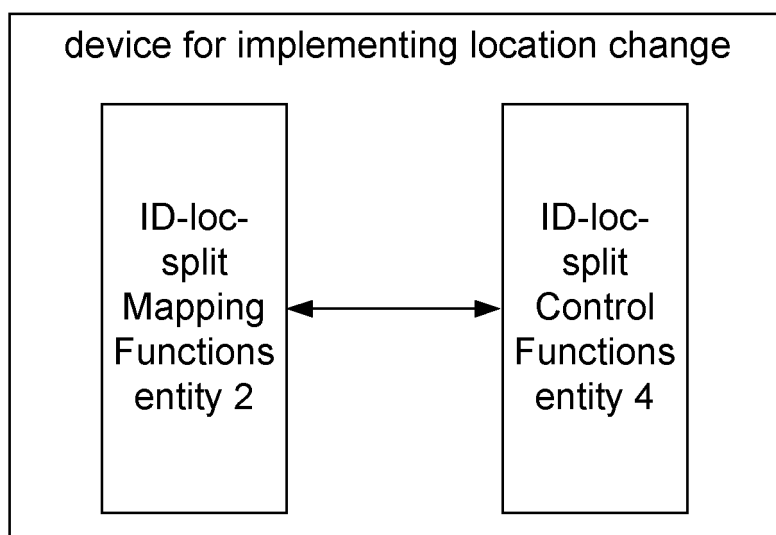 device for implementing location change
ID-loc-
split
Mapping
Functions
entity 2
ID-loc-
split
Control
Functions
entity 4